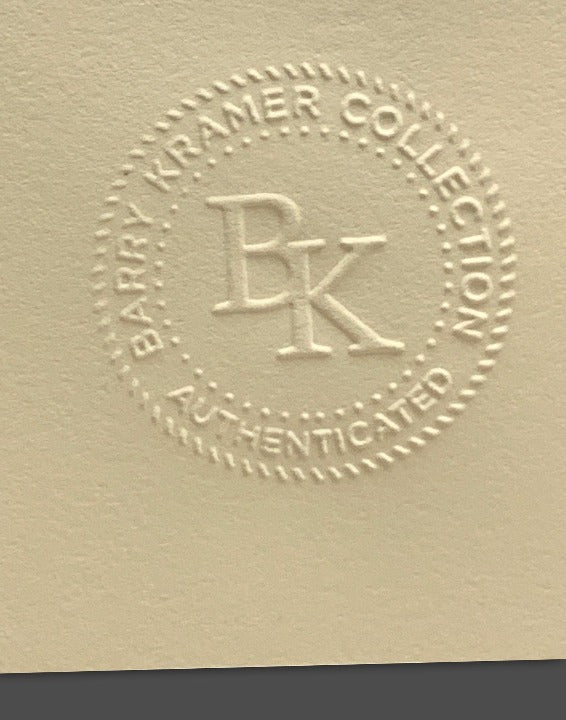 BARRY KRAMER COLLECTION
BK
AUTHENTICATED